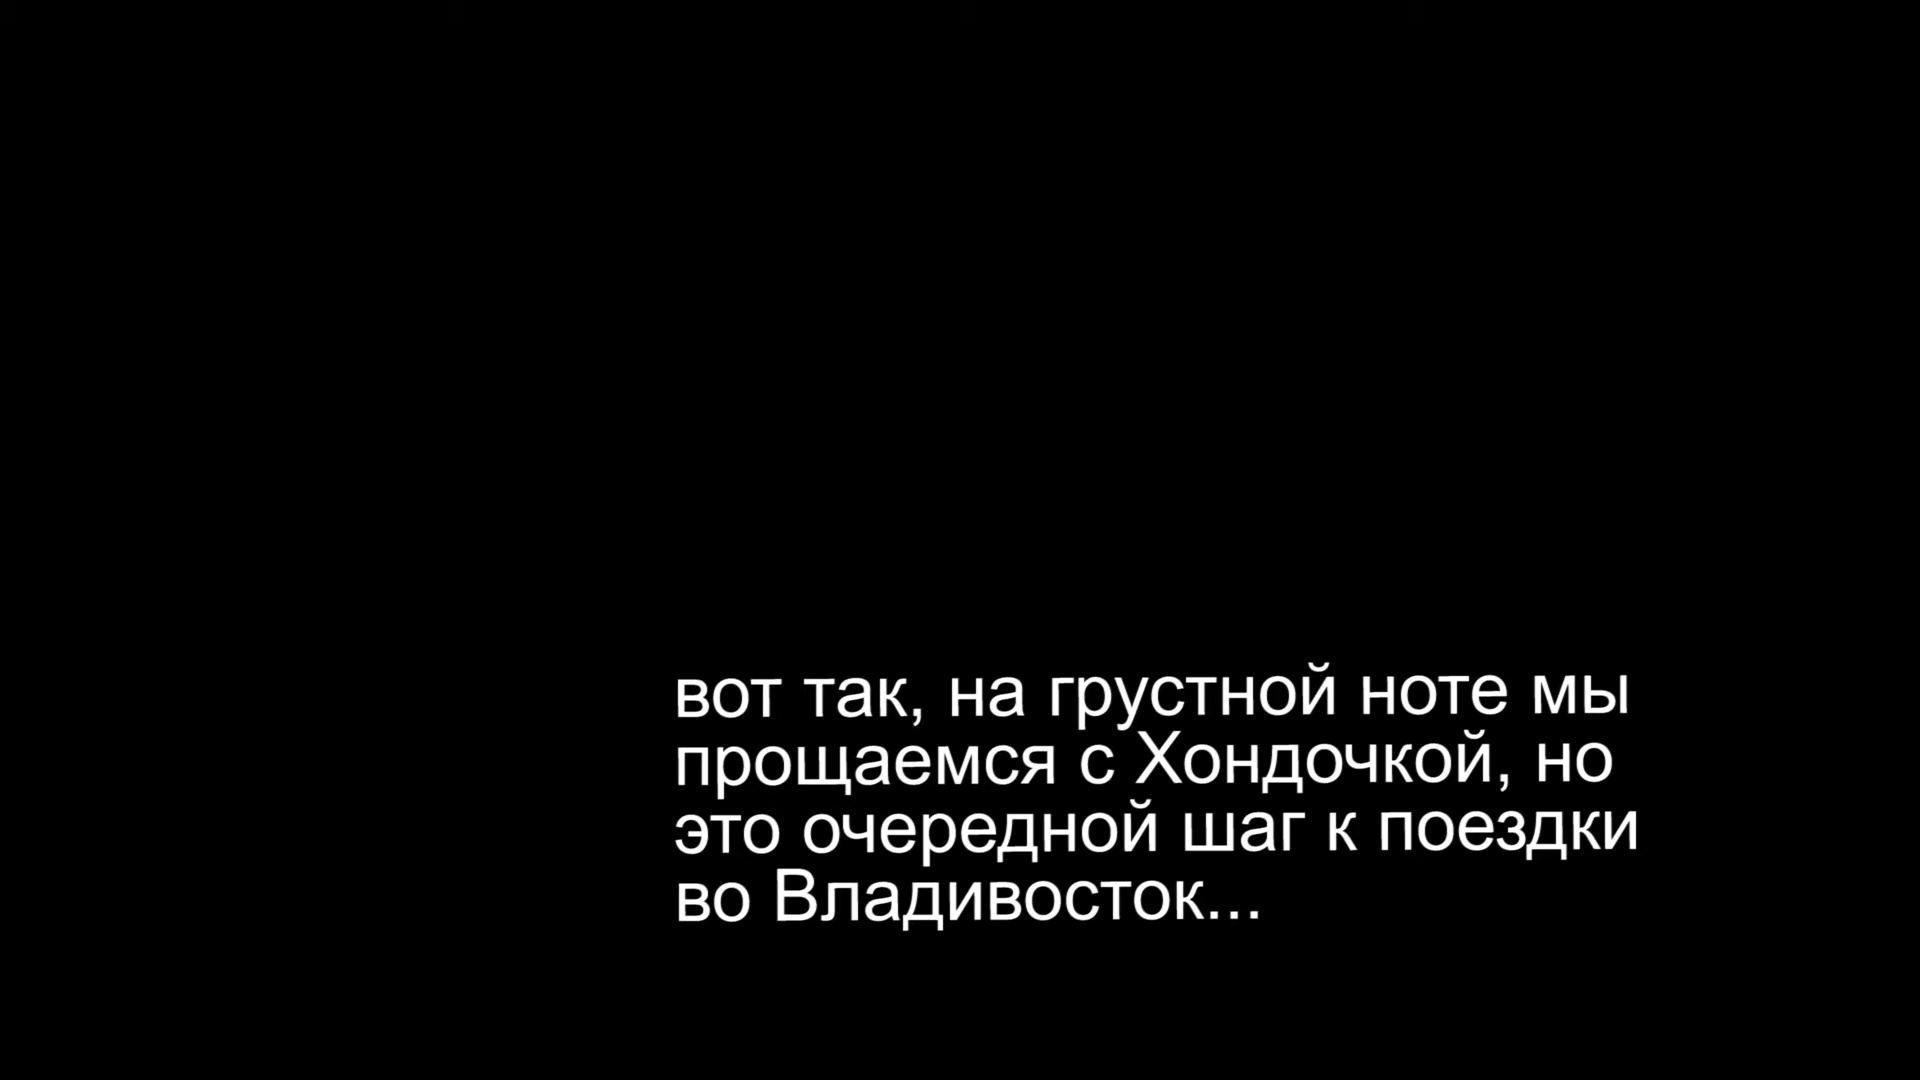 вот так, на грустной ноте мы
прощаемся с Хондочкой, но
это очередной шаг к поездки
во Владивосток...